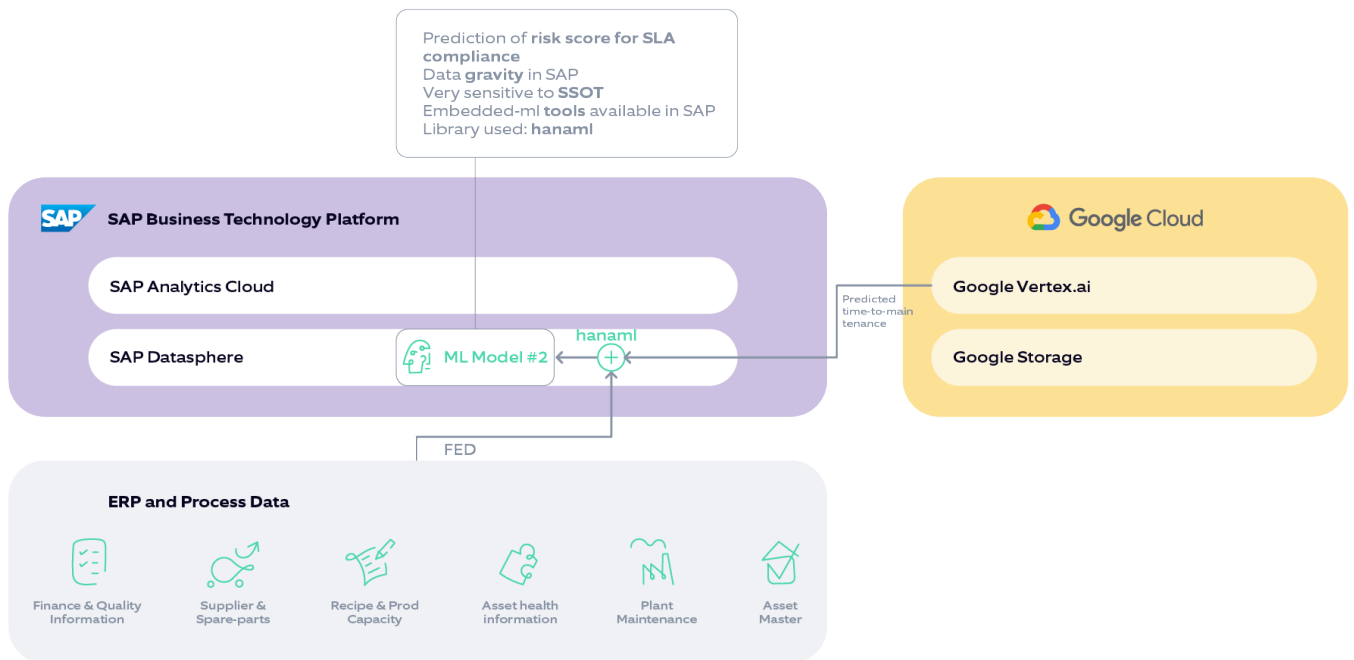 Prediction of risk score for SLA
compliance
Data gravity in SAP
Very sensitive to SSOT
Embedded-ml tools available in SAP
Library used: hanaml
SAP
SAP Business Technology Platform
Google Cloud
SAP Analytics Cloud
Google Vertex.ai
Predicted
time-to-main
tenance
hanaml
SAP Datasphere
ML Model #2
Google Storage
FED
ERP and Process Data
Finance & Quality
Information
Supplier &
Spare-parts
Recipe & Prod
Capacity
Asset health
information
Plant
Maintenance
Asset
Master